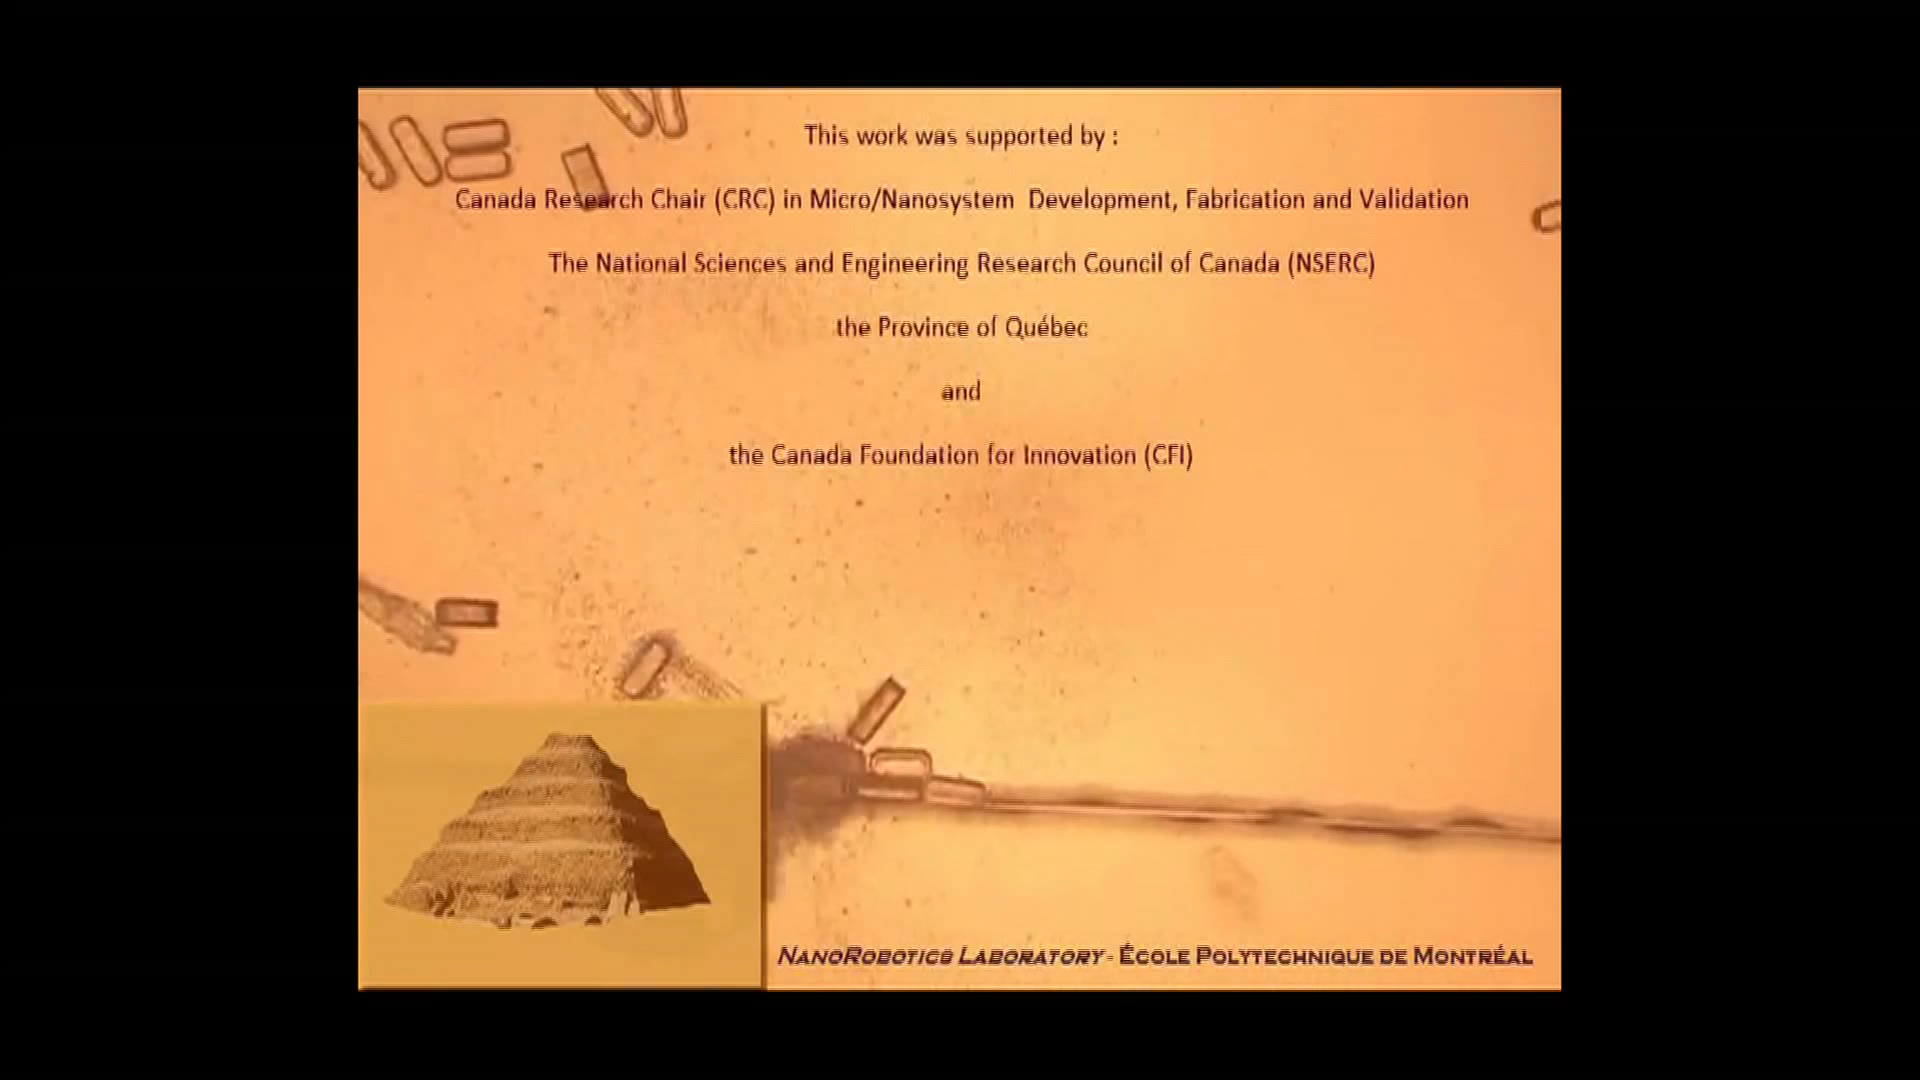 This work was supported by :
Canada Research Chair (CRC) in Micro/Nanosystem Development, Fabrication and Validation
The National Sciences and Engineering Research Council of Canada (NSERC)
the Province of Québec
and
the Canada Foundation for Innovation (CFI)
NANOROBOTICS LABORATORY - ÉCOLE POLYTECHNIQUE DE MONTRÉAL